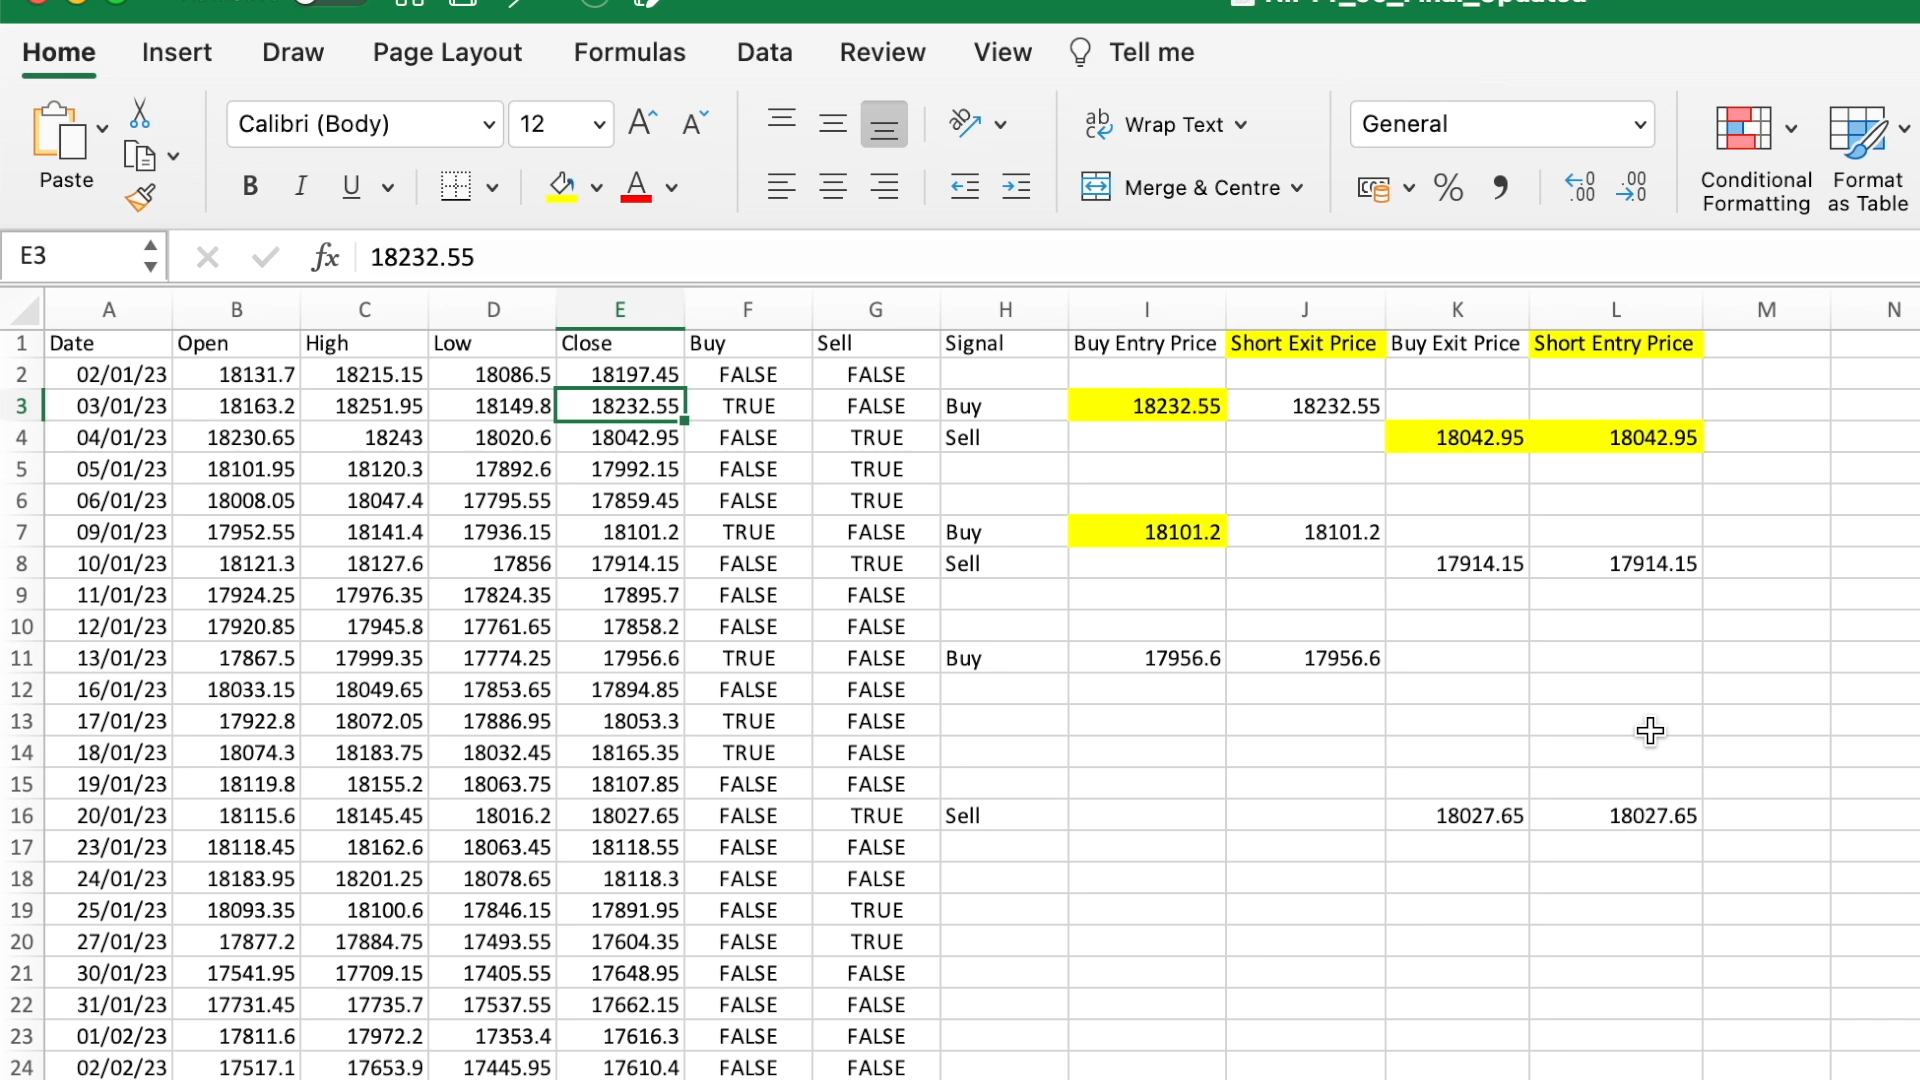 Home Insert Draw Page Layout Formulas Data Review View Tell me
Paste Calibri (Body) 12 A A ab Wrap Text General Conditional Formatting Format as Table
B I U A Merge & Centre % .00 .00
E3 fx 18232.55
A B C D E F G H I J K L M N
1 Date Open High Low Close Buy Sell Signal Buy Entry Price Short Exit Price Buy Exit Price Short Entry Price
2 02/01/23 18131.7 18215.15 18086.5 18197.45 FALSE FALSE
3 03/01/23 18163.2 18251.95 18149.8 18232.55 TRUE FALSE Buy 18232.55 18232.55
4 04/01/23 18230.65 18243 18020.6 18042.95 FALSE TRUE Sell 18042.95 18042.95
5 05/01/23 18101.95 18120.3 17892.6 17992.15 FALSE TRUE
6 06/01/23 18008.05 18047.4 17795.55 17859.45 FALSE TRUE
7 09/01/23 17952.55 18141.4 17936.15 18101.2 TRUE FALSE Buy 18101.2 18101.2
8 10/01/23 18121.3 18127.6 17856 17914.15 FALSE TRUE Sell 17914.15 17914.15
9 11/01/23 17924.25 17976.35 17824.35 17895.7 FALSE FALSE
10 12/01/23 17920.85 17945.8 17761.65 17858.2 FALSE FALSE
11 13/01/23 17867.5 17999.35 17774.25 17956.6 TRUE FALSE Buy 17956.6 17956.6
12 16/01/23 18033.15 18049.65 17853.65 17894.85 FALSE FALSE
13 17/01/23 17922.8 18072.05 17886.95 18053.3 TRUE FALSE
14 18/01/23 18074.3 18183.75 18032.45 18165.35 TRUE FALSE
15 19/01/23 18119.8 18155.2 18063.75 18107.85 FALSE FALSE
16 20/01/23 18115.6 18145.45 18016.2 18027.65 FALSE TRUE Sell 18027.65 18027.65
17 23/01/23 18118.45 18162.6 18063.45 18118.55 FALSE FALSE
18 24/01/23 18183.95 18201.25 18078.65 18118.3 FALSE FALSE
19 25/01/23 18093.35 18100.6 17846.15 17891.95 FALSE TRUE
20 27/01/23 17877.2 17884.75 17493.55 17604.35 FALSE TRUE
21 30/01/23 17541.95 17709.15 17405.55 17648.95 FALSE FALSE
22 31/01/23 17731.45 17735.7 17537.55 17662.15 FALSE FALSE
23 01/02/23 17811.6 17972.2 17353.4 17616.3 FALSE FALSE
24 02/02/23 17517.1 17653.9 17445.95 17610.4 FALSE FALSE